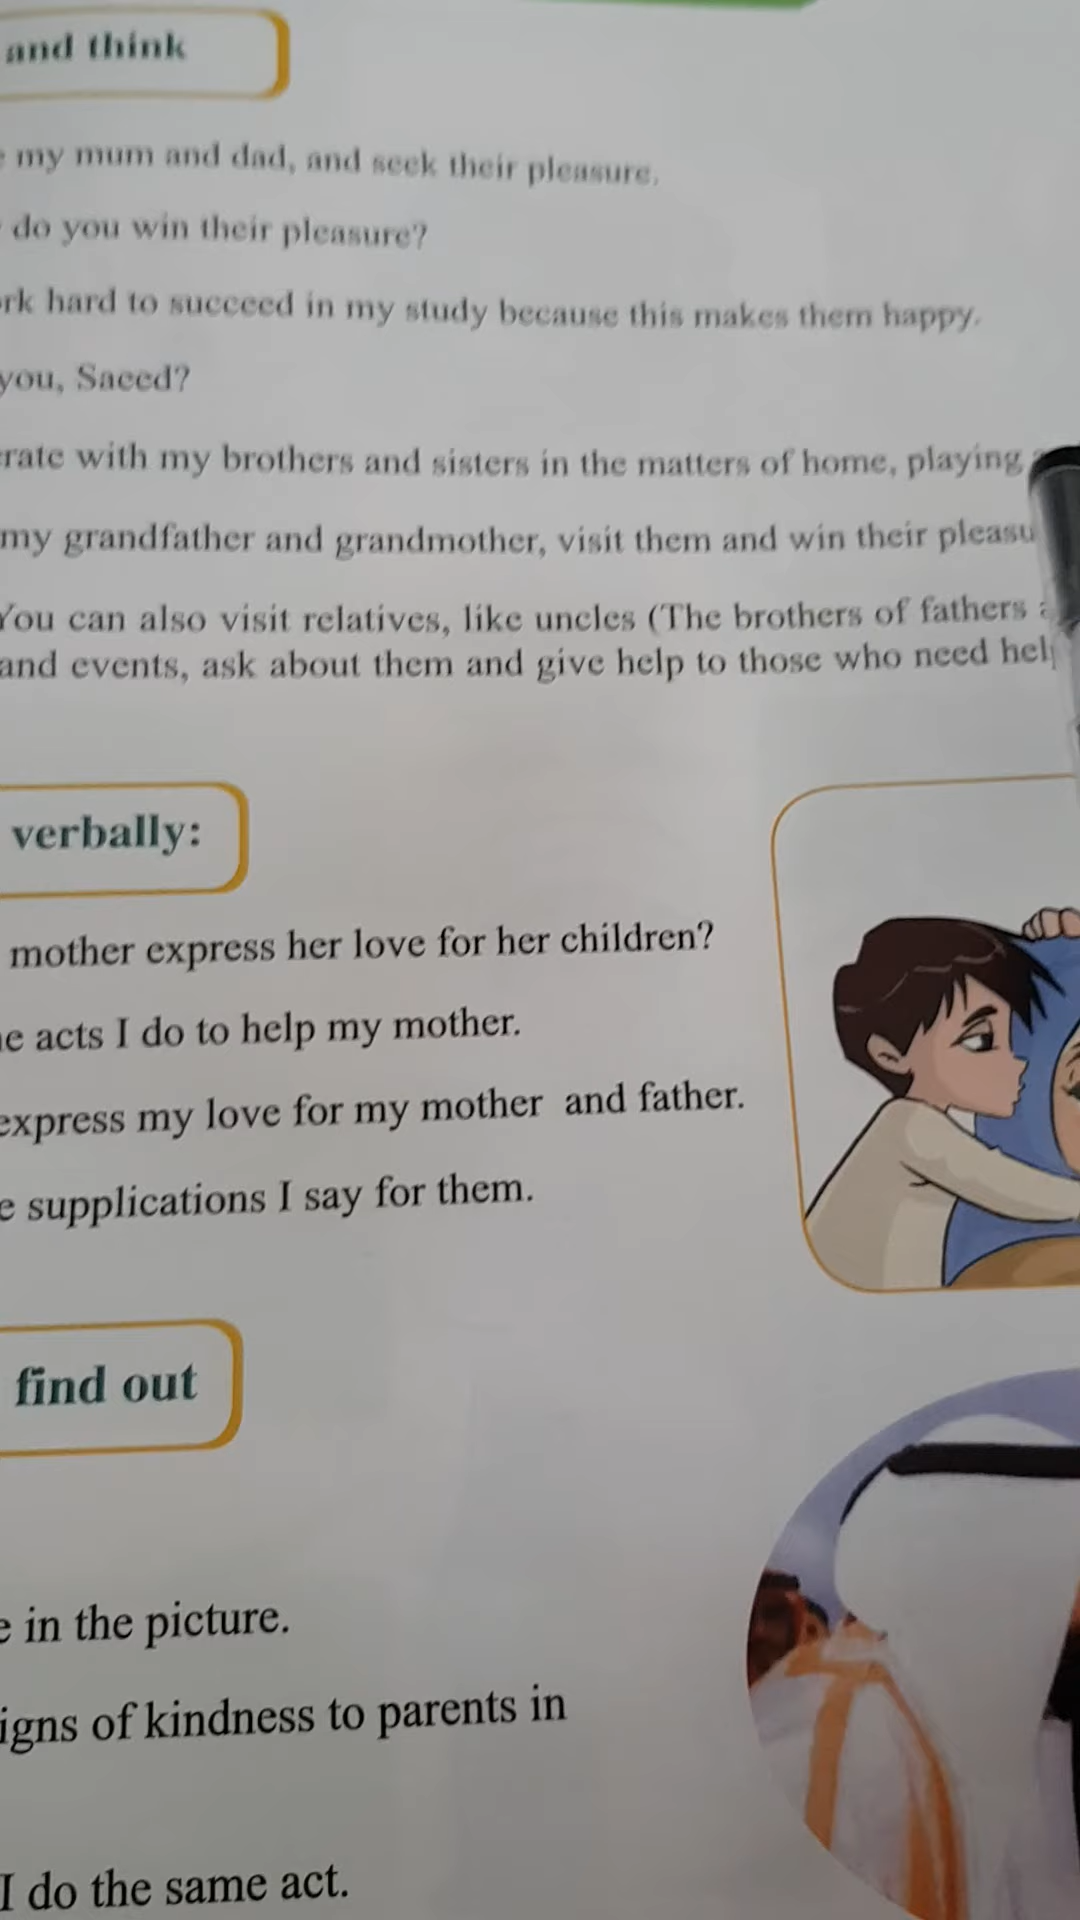 and think
my mum and dad, and seek their pleasure.
do you win their pleasure?
hard to succeed in my study because this makes them happy.
you, Saeed?
with my brothers and sisters in the matters of home, playing
my grandfather and grandmother, visit them and win their
You can also visit relatives, like uncles (The brothers of fathers
and events, ask about them and give help to those who need
verbally:
mother express her love for her children?
acts I do to help my mother.
express my love for my mother and father.
supplications I say for them.
find out
in the picture.
of kindness to parents in
I do the same act.